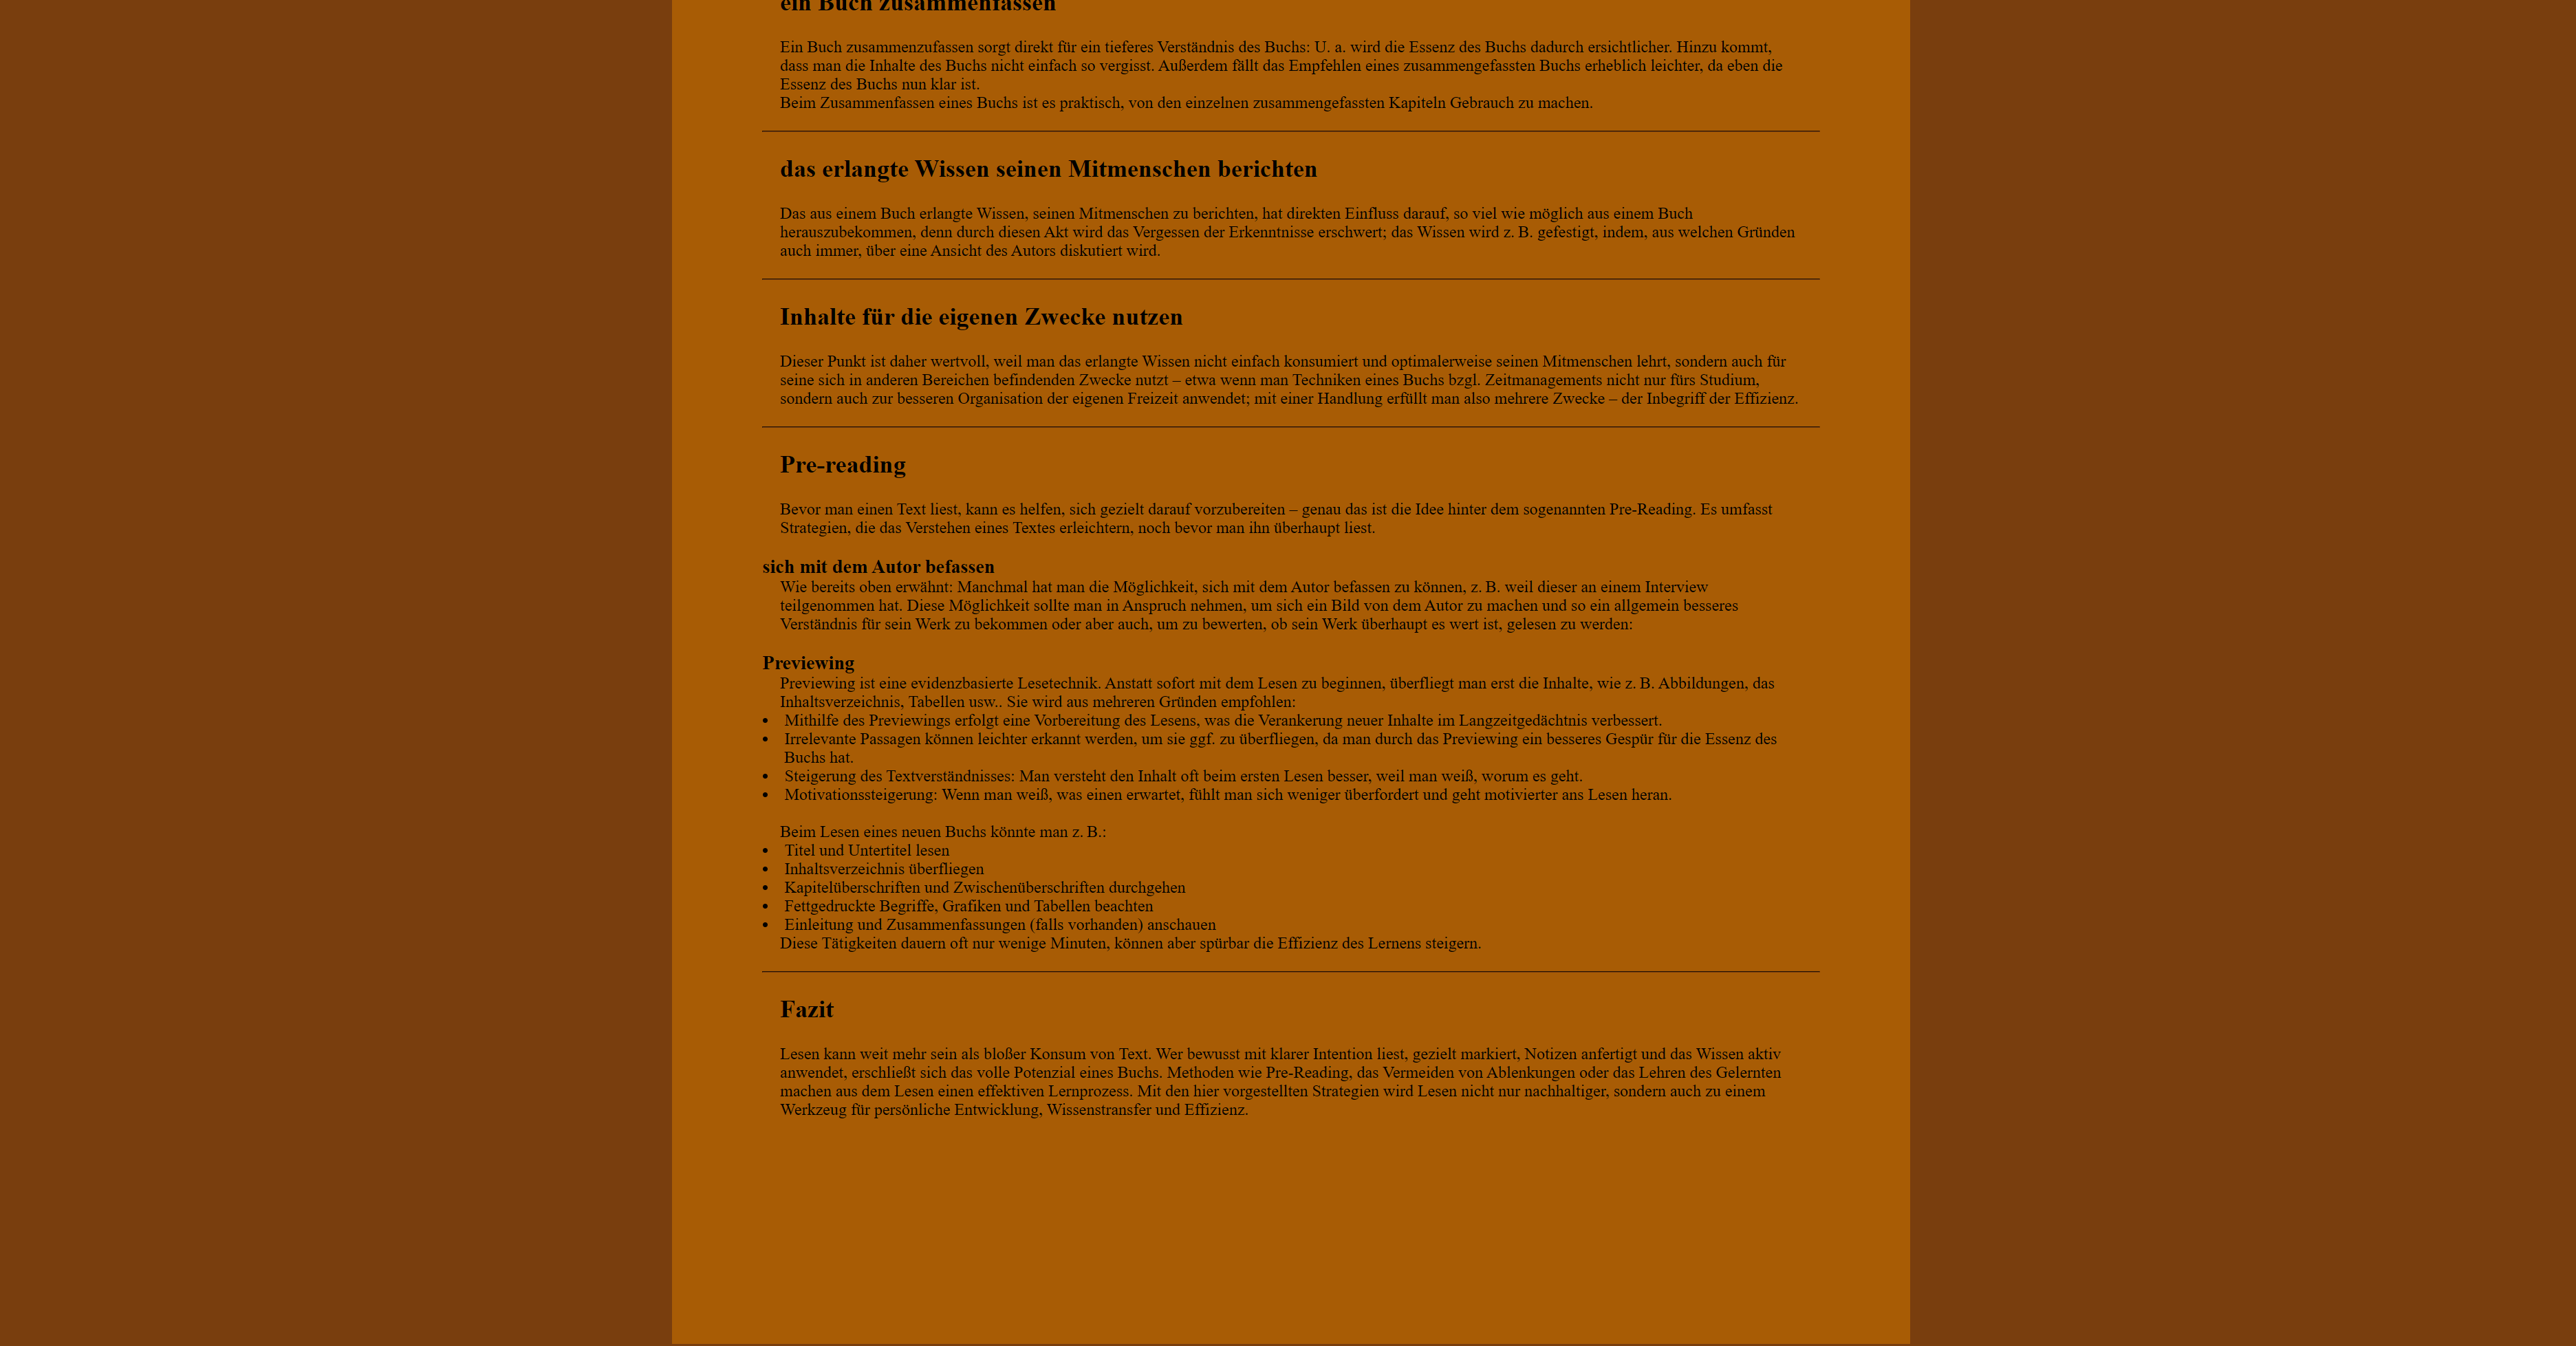 ein Buch zusammenfassen
Ein Buch zusammenzufassen sorgt direkt für ein tieferes Verständnis des Buchs: U. a. wird die Essenz des Buchs dadurch ersichtlicher. Hinzu kommt,
dass man die Inhalte des Buchs nicht einfach so vergisst. Außerdem fällt das Empfehlen eines zusammengefassten Buchs erheblich leichter, da eben die
Essenz des Buchs nun klar ist.
Beim Zusammenfassen eines Buchs ist es praktisch, von den einzelnen zusammengefassten Kapiteln Gebrauch zu machen.
das erlangte Wissen seinen Mitmenschen berichten
Das aus einem Buch erlangte Wissen, seinen Mitmenschen zu berichten, hat direkten Einfluss darauf, so viel wie möglich aus einem Buch
herauszubekommen, denn durch diesen Akt wird das Vergessen der Erkenntnisse erschwert; das Wissen wird z. B. gefestigt, indem, aus welchen Gründen
auch immer, über eine Ansicht des Autors diskutiert wird.
Inhalte für die eigenen Zwecke nutzen
Dieser Punkt ist daher wertvoll, weil man das erlangte Wissen nicht einfach konsumiert und optimalerweise seinen Mitmenschen lehrt, sondern auch für
seine sich in anderen Bereichen befindenden Zwecke nutzt – etwa wenn man Techniken eines Buchs bzgl. Zeitmanagements nicht nur fürs Studium,
sondern auch zur besseren Organisation der eigenen Freizeit anwendet; mit einer Handlung erfüllt man also mehrere Zwecke – der Inbegriff der Effizienz.
Pre-reading
Bevor man einen Text liest, kann es helfen, sich gezielt darauf vorzubereiten – genau das ist die Idee hinter dem sogenannten Pre-Reading. Es umfasst
Strategien, die das Verstehen eines Textes erleichtern, noch bevor man ihn überhaupt liest.
sich mit dem Autor befassen
Wie bereits oben erwähnt: Manchmal hat man die Möglichkeit, sich mit dem Autor befassen zu können, z. B. weil dieser an einem Interview
teilgenommen hat. Diese Möglichkeit sollte man in Anspruch nehmen, um sich ein Bild von dem Autor zu machen und so ein allgemein besseres
Verständnis für sein Werk zu bekommen oder aber auch, um zu bewerten, ob sein Werk überhaupt es wert ist, gelesen zu werden:
Previewing
Previewing ist eine evidenzbasierte Lesetechnik. Anstatt sofort mit dem Lesen zu beginnen, überfliegt man erst die Inhalte, wie z. B. Abbildungen, das
Inhaltsverzeichnis, Tabellen usw.. Sie wird aus mehreren Gründen empfohlen:
• Mithilfe des Previewings erfolgt eine Vorbereitung des Lesens, was die Verankerung neuer Inhalte im Langzeitgedächtnis verbessert.
• Irrelevante Passagen können leichter erkannt werden, um sie ggf. zu überfliegen, da man durch das Previewing ein besseres Gespür für die Essenz des
Buchs hat.
• Steigerung des Textverständnisses: Man versteht den Inhalt oft beim ersten Lesen besser, weil man weiß, worum es geht.
• Motivationssteigerung: Wenn man weiß, was einen erwartet, fühlt man sich weniger überfordert und geht motivierter ans Lesen heran.
Beim Lesen eines neuen Buchs könnte man z. B.:
• Titel und Untertitel lesen
• Inhaltsverzeichnis überfliegen
• Kapitelüberschriften und Zwischenüberschriften durchgehen
• Fettgedruckte Begriffe, Grafiken und Tabellen beachten
• Einleitung und Zusammenfassungen (falls vorhanden) anschauen
Diese Tätigkeiten dauern oft nur wenige Minuten, können aber spürbar die Effizienz des Lernens steigern.
Fazit
Lesen kann weit mehr sein als bloßer Konsum von Text. Wer bewusst mit klarer Intention liest, gezielt markiert, Notizen anfertigt und das Wissen aktiv
anwendet, erschließt sich das volle Potenzial eines Buchs. Methoden wie Pre-Reading, das Vermeiden von Ablenkungen oder das Lehren des Gelernten
machen aus dem Lesen einen effektiven Lernprozess. Mit den hier vorgestellten Strategien wird Lesen nicht nur nachhaltiger, sondern auch zu einem
Werkzeug für persönliche Entwicklung, Wissenstransfer und Effizienz.